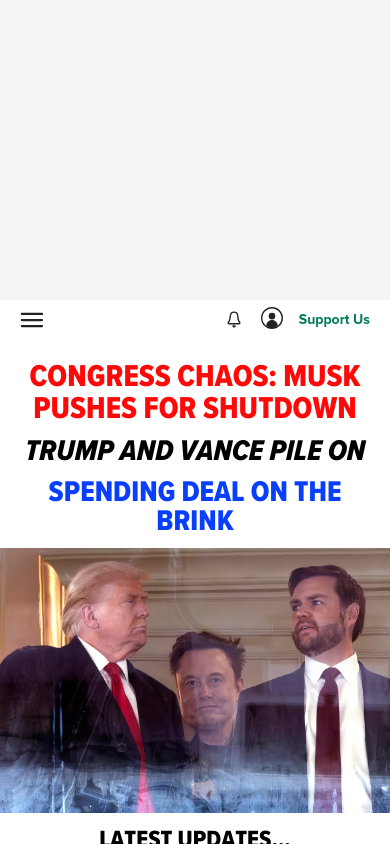 Support Us
CONGRESS CHAOS: MUSK
PUSHES FOR SHUTDOWN
TRUMP AND VANCE PILE ON
SPENDING DEAL ON THE
BRINK
LATEST UPDATES...